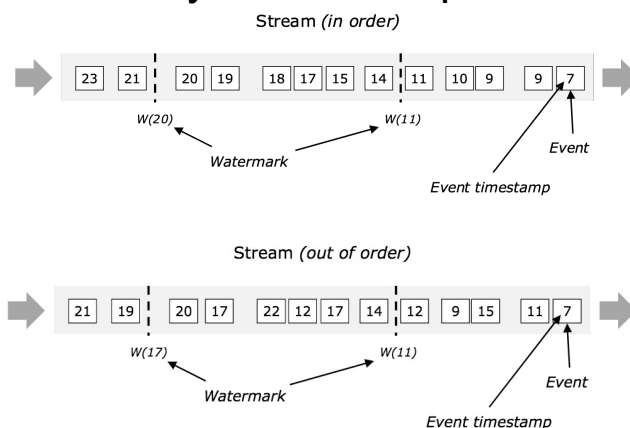 Stream (in order)
23 21 20 19 18 17 15 14 11 10 9 9 7
W(20) W(11)
Watermark
Event
Event timestamp
Stream (out of order)
21 19 20 17 22 12 17 14 12 9 15 11 7
W(17) W(11)
Watermark
Event
Event timestamp